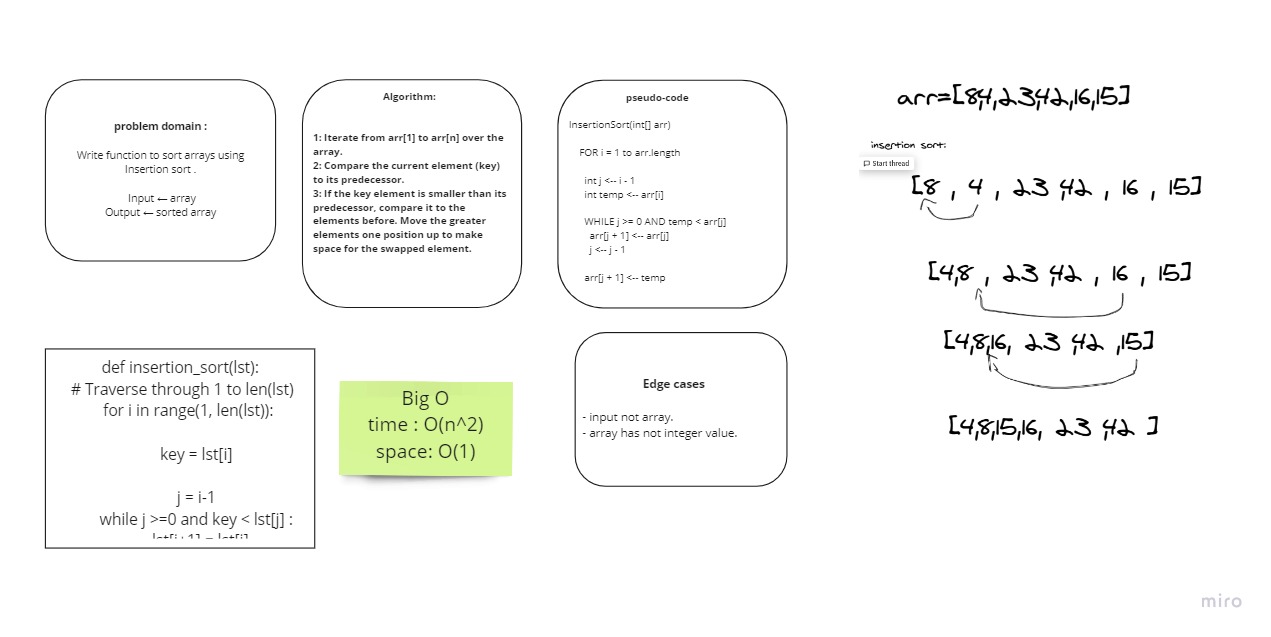 problem domain :
Write function to sort arrays using
Insertion sort .
Input ← array
Output ← sorted array
Algorithm:
1: Iterate from arr[1] to arr[n] over the
array.
2: Compare the current element (key)
to its predecessor.
3: If the key element is smaller than its
predecessor, compare it to the
elements before. Move the greater
elements one position up to make
space for the swapped element.
pseudo-code
InsertionSort(int[] arr)
FOR i = 1 to arr.length
int j <-- i - 1
int temp <-- arr[i]
WHILE j >= 0 AND temp < arr[j]
arr[j + 1] <-- arr[j]
j <-- j - 1
arr[j + 1] <-- temp
arr=[8,4,23,42,16,15]
insertion sort:
Start thread
[8 , 4 , 23 ,42 , 16 , 15]
[4,8 , 23 ,42 , 16 , 15]
[4,8,16, 23 ,42 ,15]
[4,8,15,16, 23 ,42 ]
def insertion_sort(lst):
# Traverse through 1 to len(lst)
for i in range(1, len(lst)):
key = lst[i]
j = i-1
while j >=0 and key < lst[j] :
lst[j+1] = lst[j]
Big O
time : O(n^2)
space: O(1)
Edge cases
- input not array.
- array has not integer value.
miro